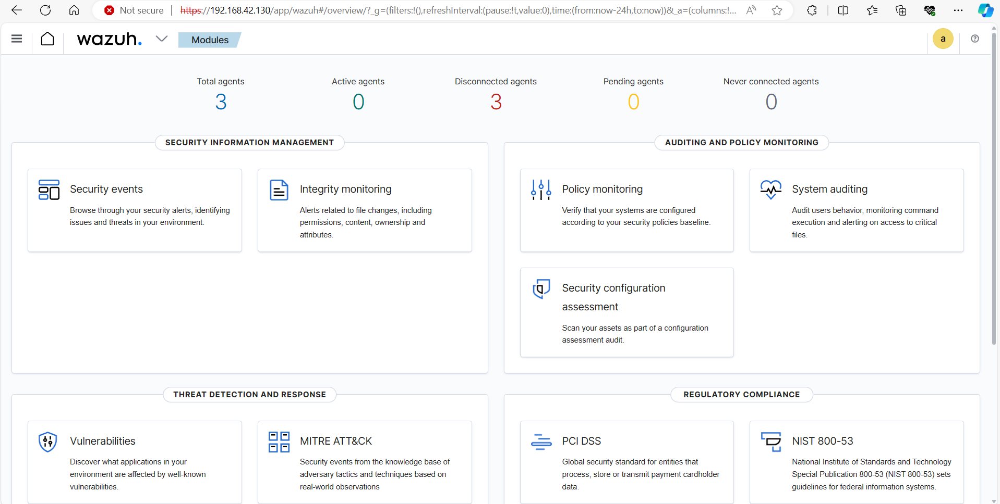 Not secure
https://192.168.42.130/app/wazuh#/overview/?_g=(filters:!(),refreshInterval:(pause:!t,value:0),time:(from:now-24h,to:now))&_a=(columns:!...
wazuh.
Modules
a
Total agents
3
Active agents
0
Disconnected agents
3
Pending agents
0
Never connected agents
0
SECURITY INFORMATION MANAGEMENT
Security events
Browse through your security alerts, identifying
issues and threats in your environment.
Integrity monitoring
Alerts related to file changes, including
permissions, content, ownership and
attributes.
AUDITING AND POLICY MONITORING
Policy monitoring
Verify that your systems are configured
according to your security policies baseline.
System auditing
Audit users behavior, monitoring command
execution and alerting on access to critical
files.
Security configuration
assessment
Scan your assets as part of a configuration
assessment audit.
THREAT DETECTION AND RESPONSE
Vulnerabilities
Discover what applications in your
environment are affected by well-known
vulnerabilities.
MITRE ATT&CK
Security events from the knowledge base of
adversary tactics and techniques based on
real-world observations
REGULATORY COMPLIANCE
PCI DSS
Global security standard for entities that
process, store or transmit payment cardholder
data.
NIST 800-53
National Institute of Standards and Technology
Special Publication 800-53 (NIST 800-53) sets
guidelines for federal information systems.